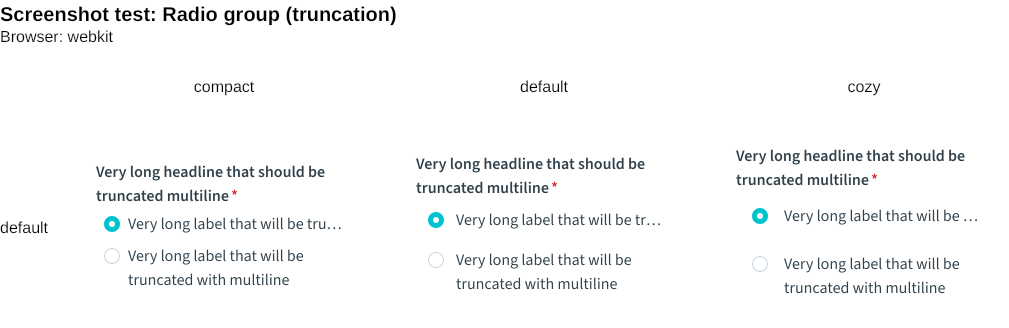 Screenshot test: Radio group (truncation)
Browser: webkit
compact
default
cozy
default
Very long headline that should be
truncated multiline *
Very long label that will be tru…
Very long label that will be
truncated with multiline
Very long headline that should be
truncated multiline *
Very long label that will be tr…
Very long label that will be
truncated with multiline
Very long headline that should be
truncated multiline *
Very long label that will be …
Very long label that will be
truncated with multiline